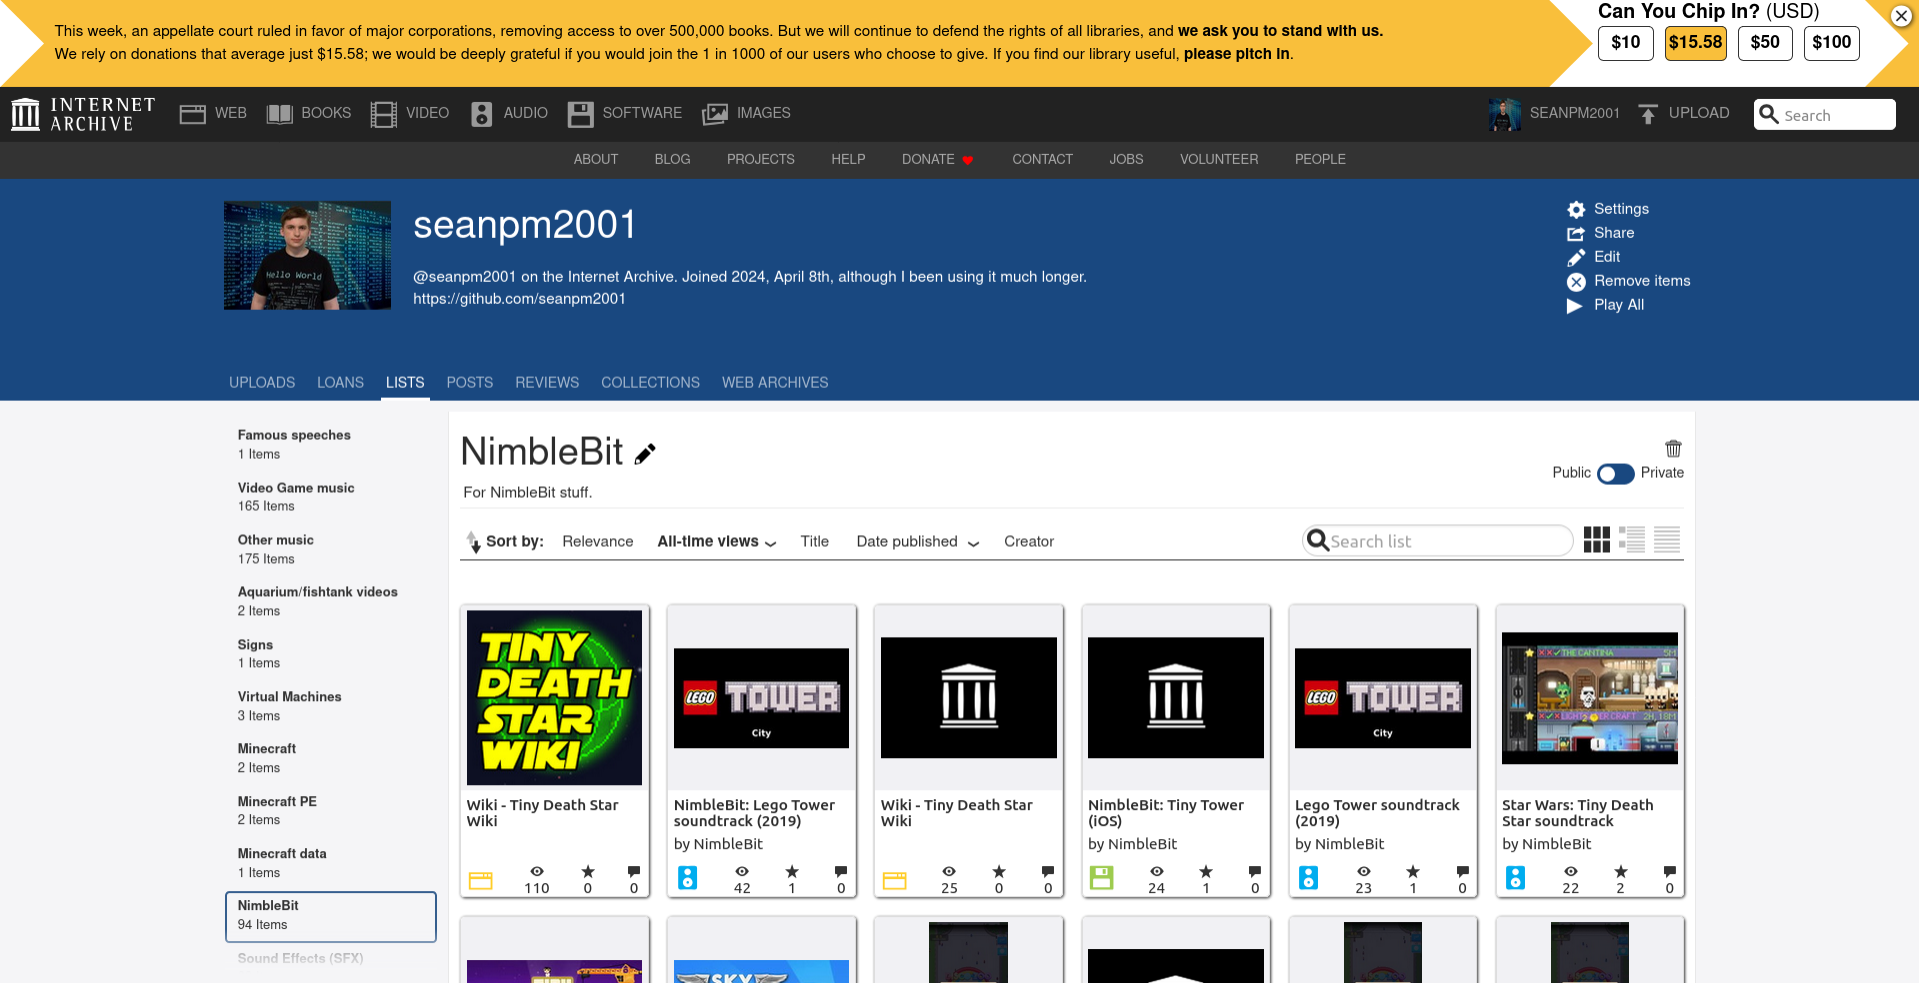 This week, an appellate court ruled in favor of major corporations, removing access to over 500,000 books. But we will continue to defend the rights of all libraries, and we ask you to stand with us.
We rely on donations that average just $15.58; we would be deeply grateful if you would join the 1 in 1000 of our users who choose to give. If you find our library useful, please pitch in.
Can You Chip In? (USD)
$10 $15.58 $50 $100
INTERNET ARCHIVE
WEB BOOKS VIDEO AUDIO SOFTWARE IMAGES SEANPM2001 UPLOAD Search
ABOUT BLOG PROJECTS HELP DONATE CONTACT JOBS VOLUNTEER PEOPLE
Hello World
seanpm2001
@seanpm2001 on the Internet Archive. Joined 2024, April 8th, although I been using it much longer.
https://github.com/seanpm2001
Settings
Share
Edit
Remove items
Play All
UPLOADS LOANS LISTS POSTS REVIEWS COLLECTIONS WEB ARCHIVES
Famous speeches
1 Items
Video Game music
165 Items
Other music
175 Items
Aquarium/fishtank videos
2 Items
Signs
1 Items
Virtual Machines
3 Items
Minecraft
2 Items
Minecraft PE
2 Items
Minecraft data
1 Items
NimbleBit
94 Items
Sound Effects (SFX)
NimbleBit
For NimbleBit stuff.
Public Private
Sort by: Relevance All-time views Title Date published Creator
Search list
TINY
DEATH
STAR
WIKI
Wiki - Tiny Death Star
Wiki
110 0 0
LEGO TOWER
City
NimbleBit: Lego Tower
soundtrack (2019)
by NimbleBit
42 1 0
Wiki - Tiny Death Star
Wiki
25 0 0
NimbleBit: Tiny Tower
(iOS)
by NimbleBit
24 1 0
LEGO TOWER
City
Lego Tower soundtrack
(2019)
by NimbleBit
23 1 0
THE CANTINA 5M
2H, 18M
Star Wars: Tiny Death
Star soundtrack
by NimbleBit
22 2 0
SKY